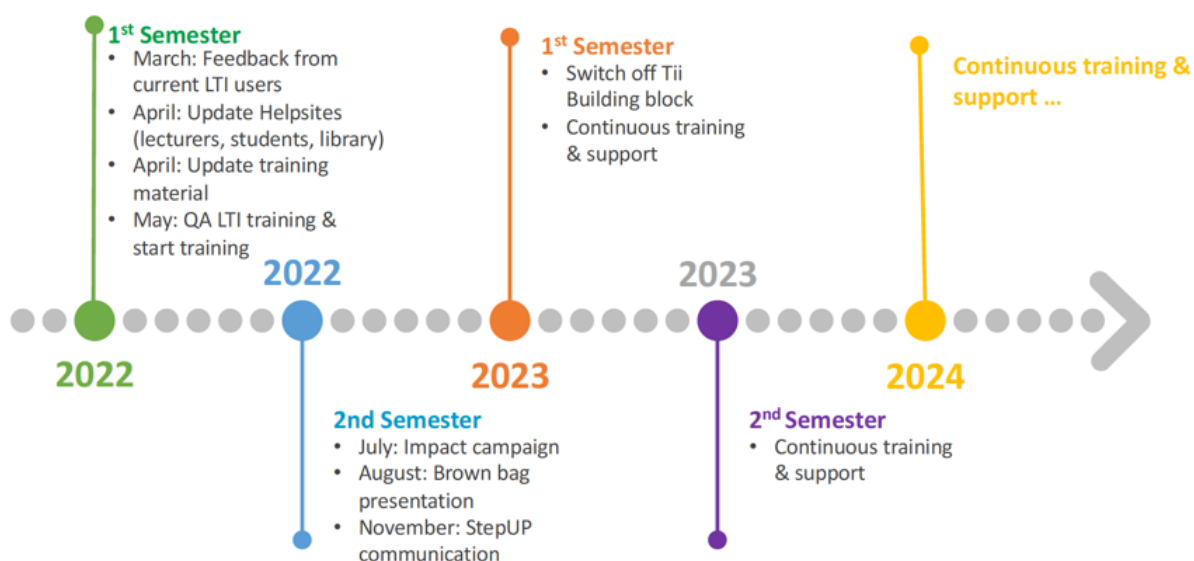 1st Semester
• March: Feedback from
current LTI users
• April: Update Helpsites
(lecturers, students, library)
• April: Update training
material
• May: QA LTI training &
start training
2022
2022
2nd Semester
• July: Impact campaign
• August: Brown bag
presentation
• November: StepUP
communication
1st Semester
• Switch off Tii
Building block
• Continuous training
& support
2023
2023
2nd Semester
• Continuous training
& support
Continuous training &
support ...
2024